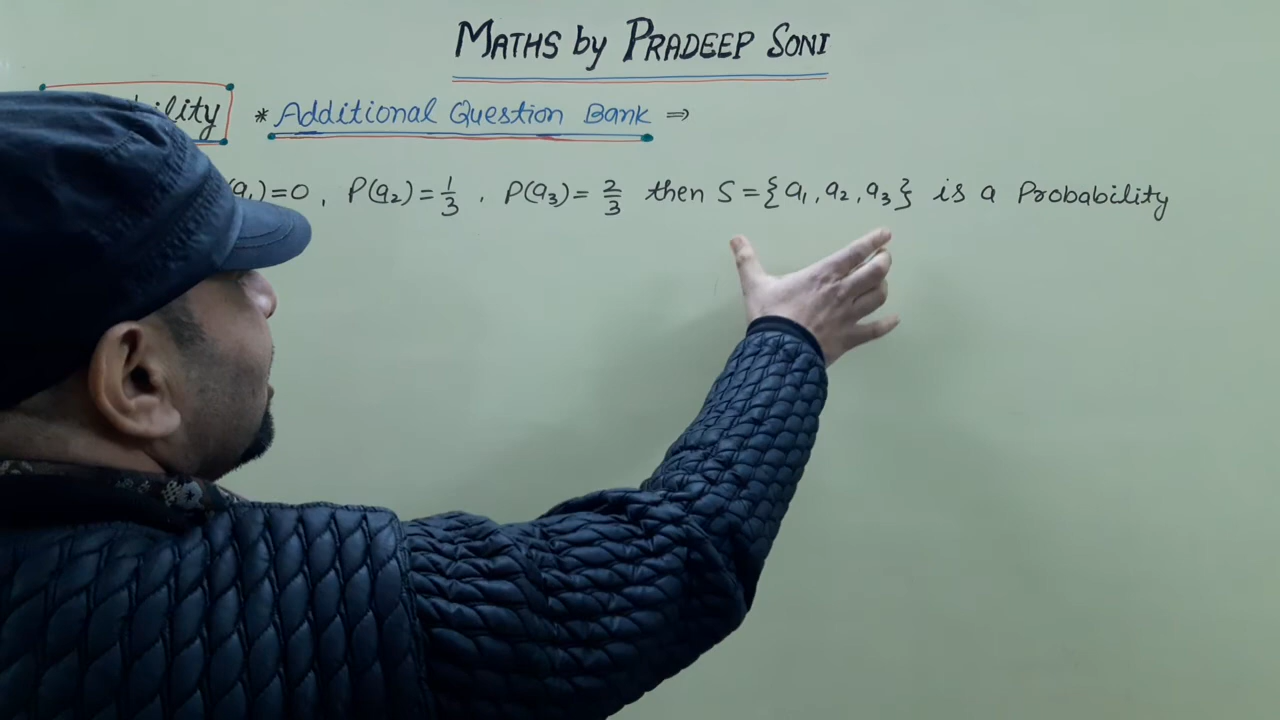 MATHS by PRADEEP SONI
* Additional Question Bank ⇒
(a₁)=0, P(a₂)=1/3, P(a₃)=2/3 then S={a₁,a₂,a₃} is a Probability